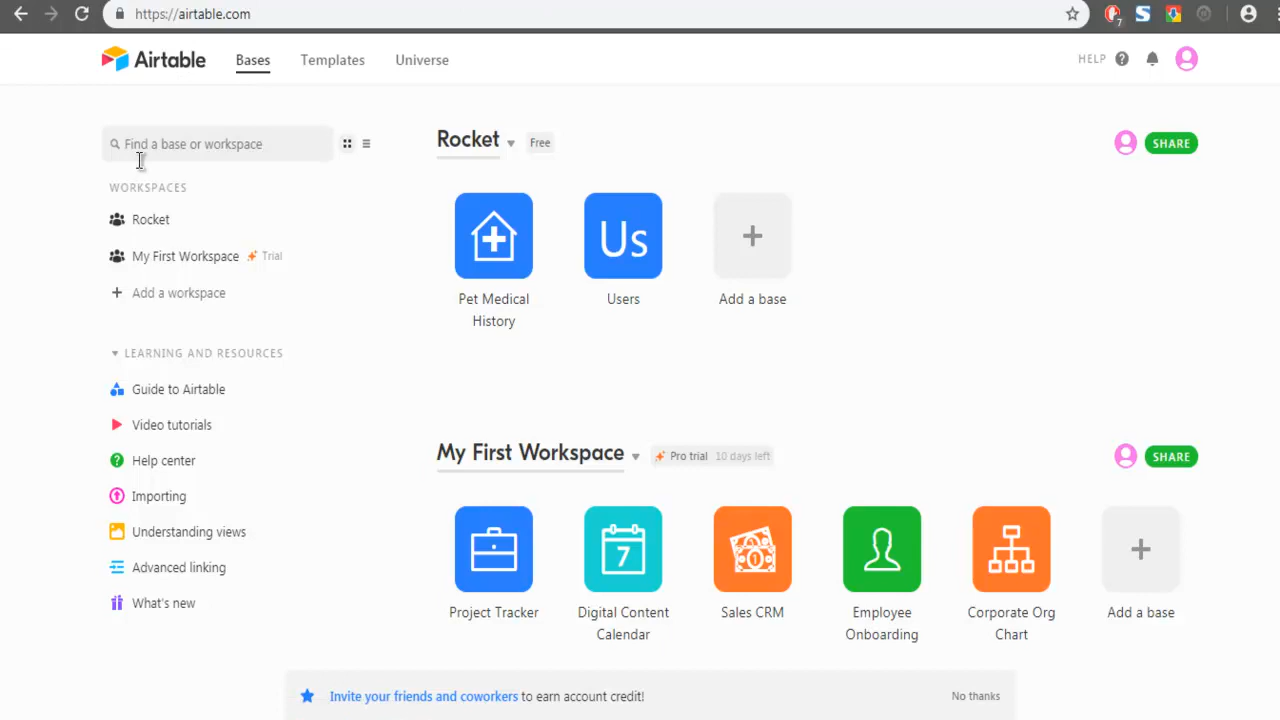 https://airtable.com
7
Airtable
Bases
Templates
Universe
HELP
Find a base or workspace
WORKSPACES
Rocket
My First Workspace Trial
Add a workspace
LEARNING AND RESOURCES
Guide to Airtable
Video tutorials
Help center
Importing
Understanding views
Advanced linking
What's new
Rocket
Free
SHARE
Us
Pet Medical
History
Users
Add a base
My First Workspace
Pro trial 10 days left
SHARE
7
1
Project Tracker
Digital Content
Calendar
Sales CRM
Employee
Onboarding
Corporate Org
Chart
Add a base
Invite your friends and coworkers to earn account credit!
No thanks